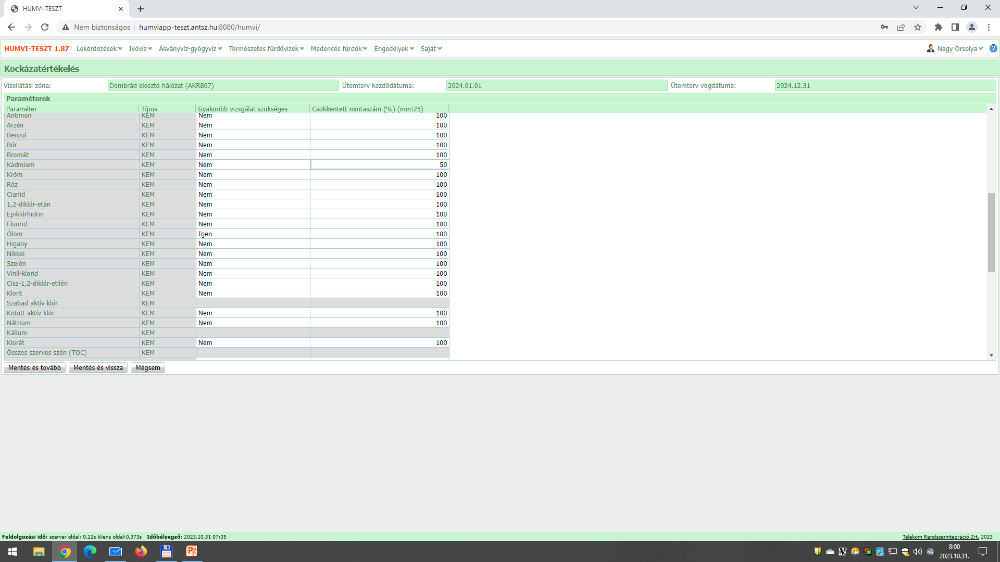 HUMVI-TESZT
Nem biztonságos humviapp-teszt.antsz.hu:8080/humvi/
HUMVI-TESZT 1.87 Lekérdezések Ivóvíz Ásványvíz-gyógyvíz Természetes fürdővizek Medencés fürdők Engedélyek Saját Nagy Orsolya ?
Kockázatértékelés
Vízellátási zóna: Dombrád elosztó hálózat (AKR807) Ütemterv kezdődátuma: 2024.01.01 Ütemterv végdátuma: 2024.12.31
Paraméterek
Paraméter Típus Gyakoribb vizsgálat szükséges Csökkentett mintaszám (%) (min:25)
Antimon KEM Nem 100
Arzén KEM Nem 100
Benzol KEM Nem 100
Bór KEM Nem 100
Bromát KEM Nem 100
Kadmium KEM Nem 50
Króm KEM Nem 100
Réz KEM Nem 100
Cianid KEM Nem 100
1,2-diklór-etán KEM Nem 100
Epiklórhidrin KEM Nem 100
Fluorid KEM Nem 100
Ólom KEM Igen 100
Higany KEM Nem 100
Nikkel KEM Nem 100
Szelén KEM Nem 100
Vinil-klorid KEM Nem 100
Cisz-1,2-diklór-etilén KEM Nem 100
Klorit KEM Nem 100
Szabad aktív klór KEM
Kötött aktív klór KEM Nem 100
Nátrium KEM Nem 100
Kálium KEM
Klorát KEM Nem 100
Összes szerves szén (TOC) KEM
Mentés és tovább Mentés és vissza Mégsem
Feldolgozási idő: szerver oldal: 0,22s kliens oldal:0,373s Időbélyegző: 2023.10.31 07:35 Telekom Rendszerintegráció Zrt. 2023
8:00
2023.10.31.